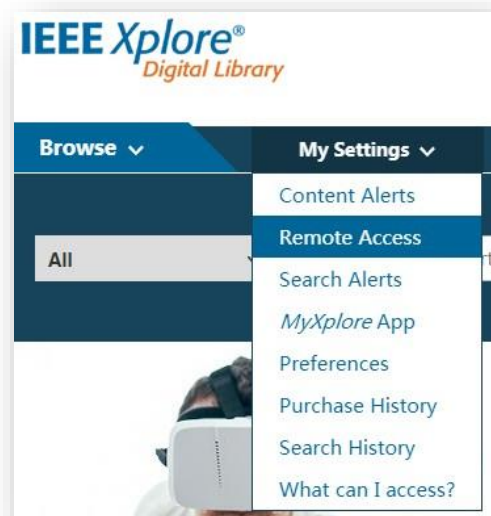 IEEE Xplore®
Digital Library
Browse
My Settings
Content Alerts
Remote Access
All
Search Alerts
MyXplore App
Preferences
Purchase History
Search History
What can I access?